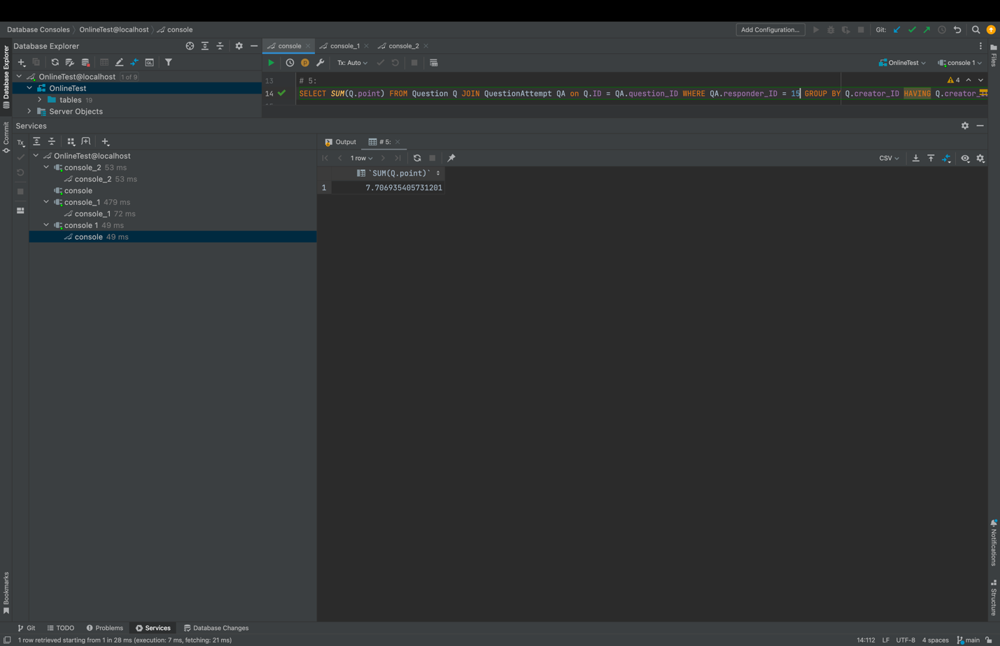 Database Consoles OnlineTest@localhost console Add Configuration... Git:
Database Explorer
console console_1 console_2
Tx: Auto OnlineTest console 1
OnlineTest@localhost 1 of 9
OnlineTest
tables 19
Server Objects
13 # 5: 4
14 SELECT SUM(Q.point) FROM Question Q JOIN QuestionAttempt QA on Q.ID = QA.question_ID WHERE QA.responder_ID = 15 GROUP BY Q.creator_ID HAVING
Services
Tx
OnlineTest@localhost
console_2 53 ms
console_2 53 ms
console
console_1 479 ms
console_1 72 ms
console 1 49 ms
console 49 ms
Output # 5:
1 row CSV
`SUM(Q.point)`
1 7.706935405731201
Database Explorer
Commit
Bookmarks
Files
Notifications
Structure
Git TODO Problems Services Database Changes
1 row retrieved starting from 1 in 28 ms (execution: 7 ms, fetching: 21 ms) 14:112 LF UTF-8 4 spaces main